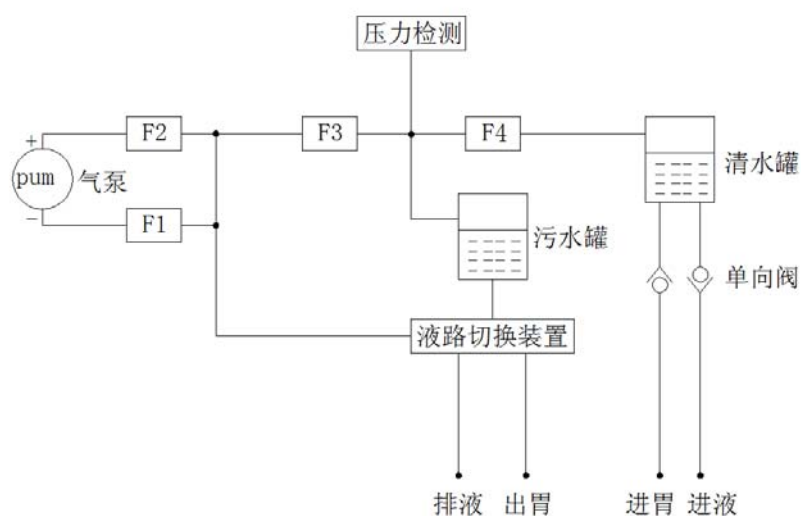 压力检测
F2
F3
F4
+
pum
气泵
清水罐
−
F1
污水罐
单向阀
液路切换装置
排液
出胃
进胃
进液